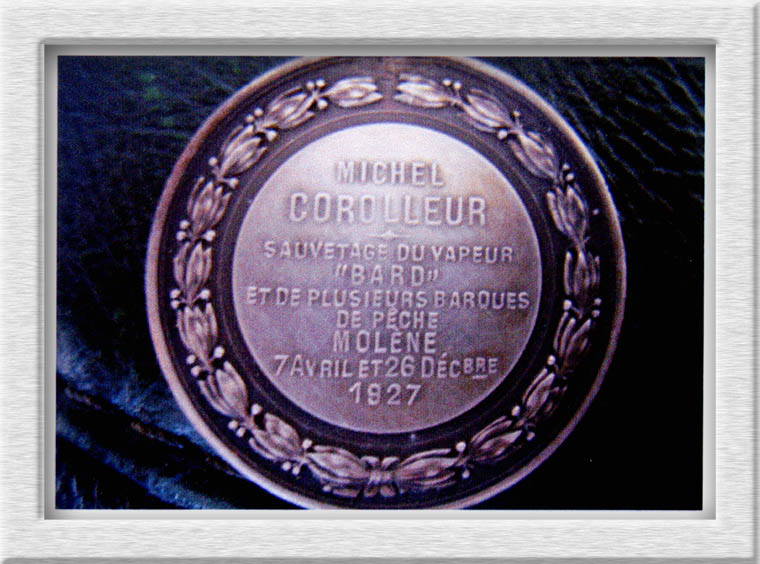 MICHEL
COROLLEUR
SAUVETAGE DU VAPEUR
"BARD"
ET DE PLUSIEURS BARQUES
DE PÊCHE
MOLÈNE
7 AVRIL ET 26 DÉCBRE
1927